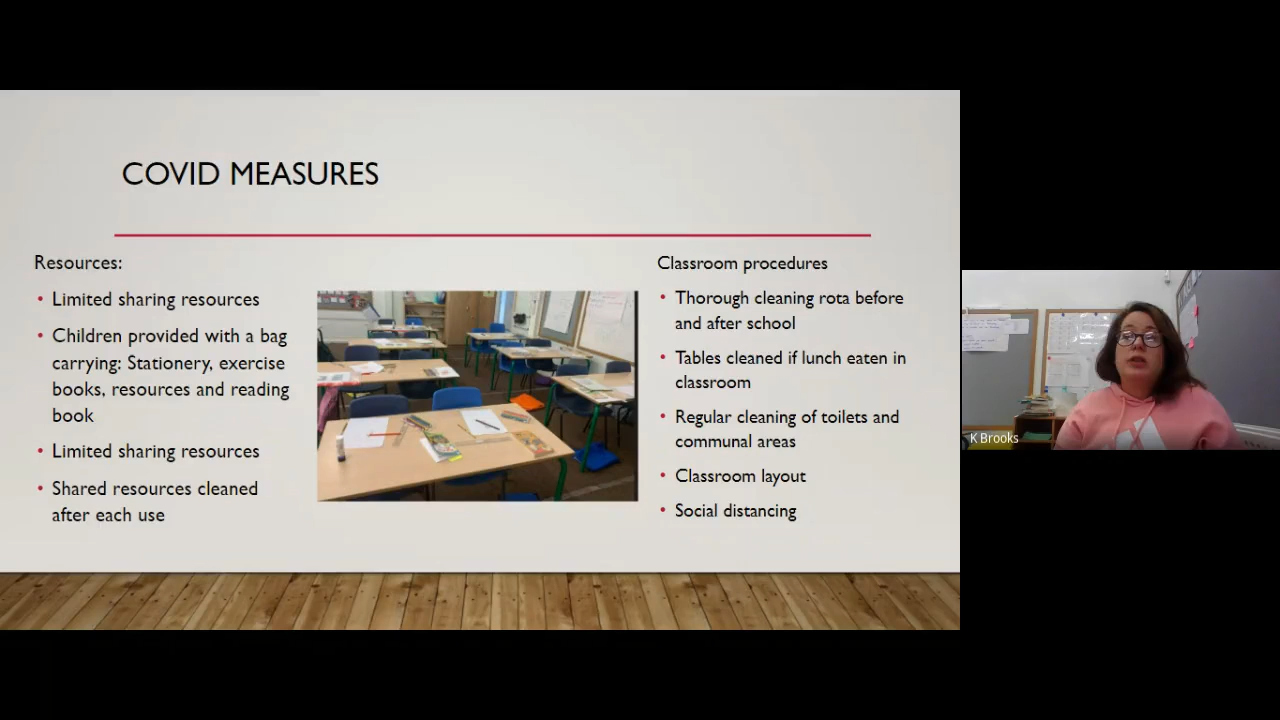 COVID MEASURES
Resources:
• Limited sharing resources
• Children provided with a bag
carrying: Stationery, exercise
books, resources and reading
book
• Limited sharing resources
• Shared resources cleaned
after each use
Classroom procedures
• Thorough cleaning rota before
and after school
• Tables cleaned if lunch eaten in
classroom
• Regular cleaning of toilets and
communal areas
• Classroom layout
• Social distancing
K Brooks